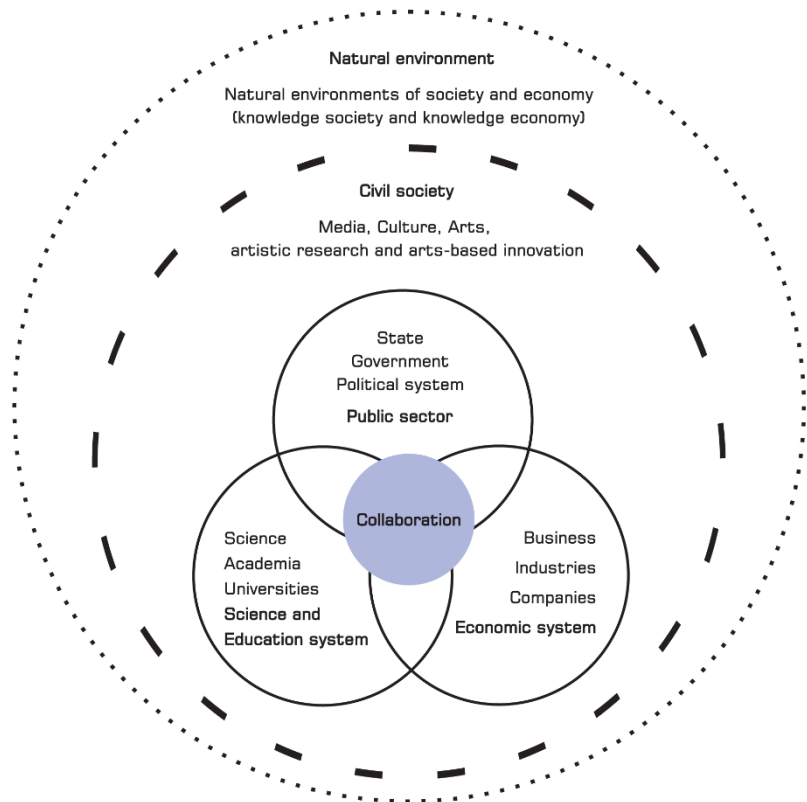 Natural environment
Natural environments of society and economy
(knowledge society and knowledge economy)
Civil society
Media, Culture, Arts,
artistic research and arts-based innovation
State
Government
Political system
Public sector
Collaboration
Science
Academia
Universities
Science and
Education system
Business
Industries
Companies
Economic system